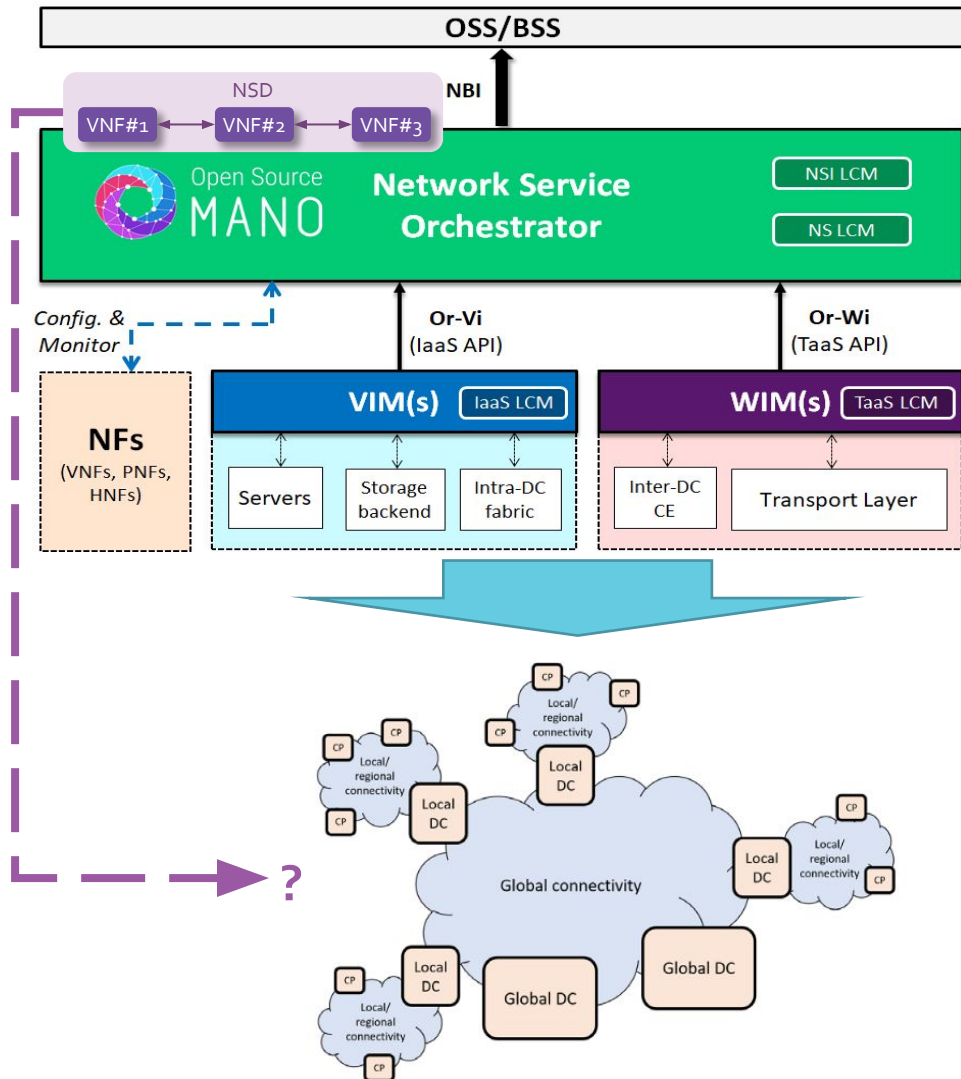 OSS/BSS
NBI
NSD
VNF#1
VNF#2
VNF#3
Open Source
MANO
Network Service
Orchestrator
NSI LCM
NS LCM
Config. &
Monitor
Or-Vi
(IaaS API)
Or-Wi
(TaaS API)
NFs
(VNFs, PNFs,
HNFs)
VIM(s)
IaaS LCM
Servers
Storage
backend
Intra-DC
fabric
WIM(s)
TaaS LCM
Inter-DC
CE
Transport Layer
CP
CP
CP
Local/
regional
connectivity
Local
DC
CP
CP
CP
Local/
regional
connectivity
Local
DC
CP
CP
Local/
regional
connectivity
Local
DC
Global connectivity
?
CP
CP
Local/
regional
connectivity
Local
DC
Global DC
Global DC